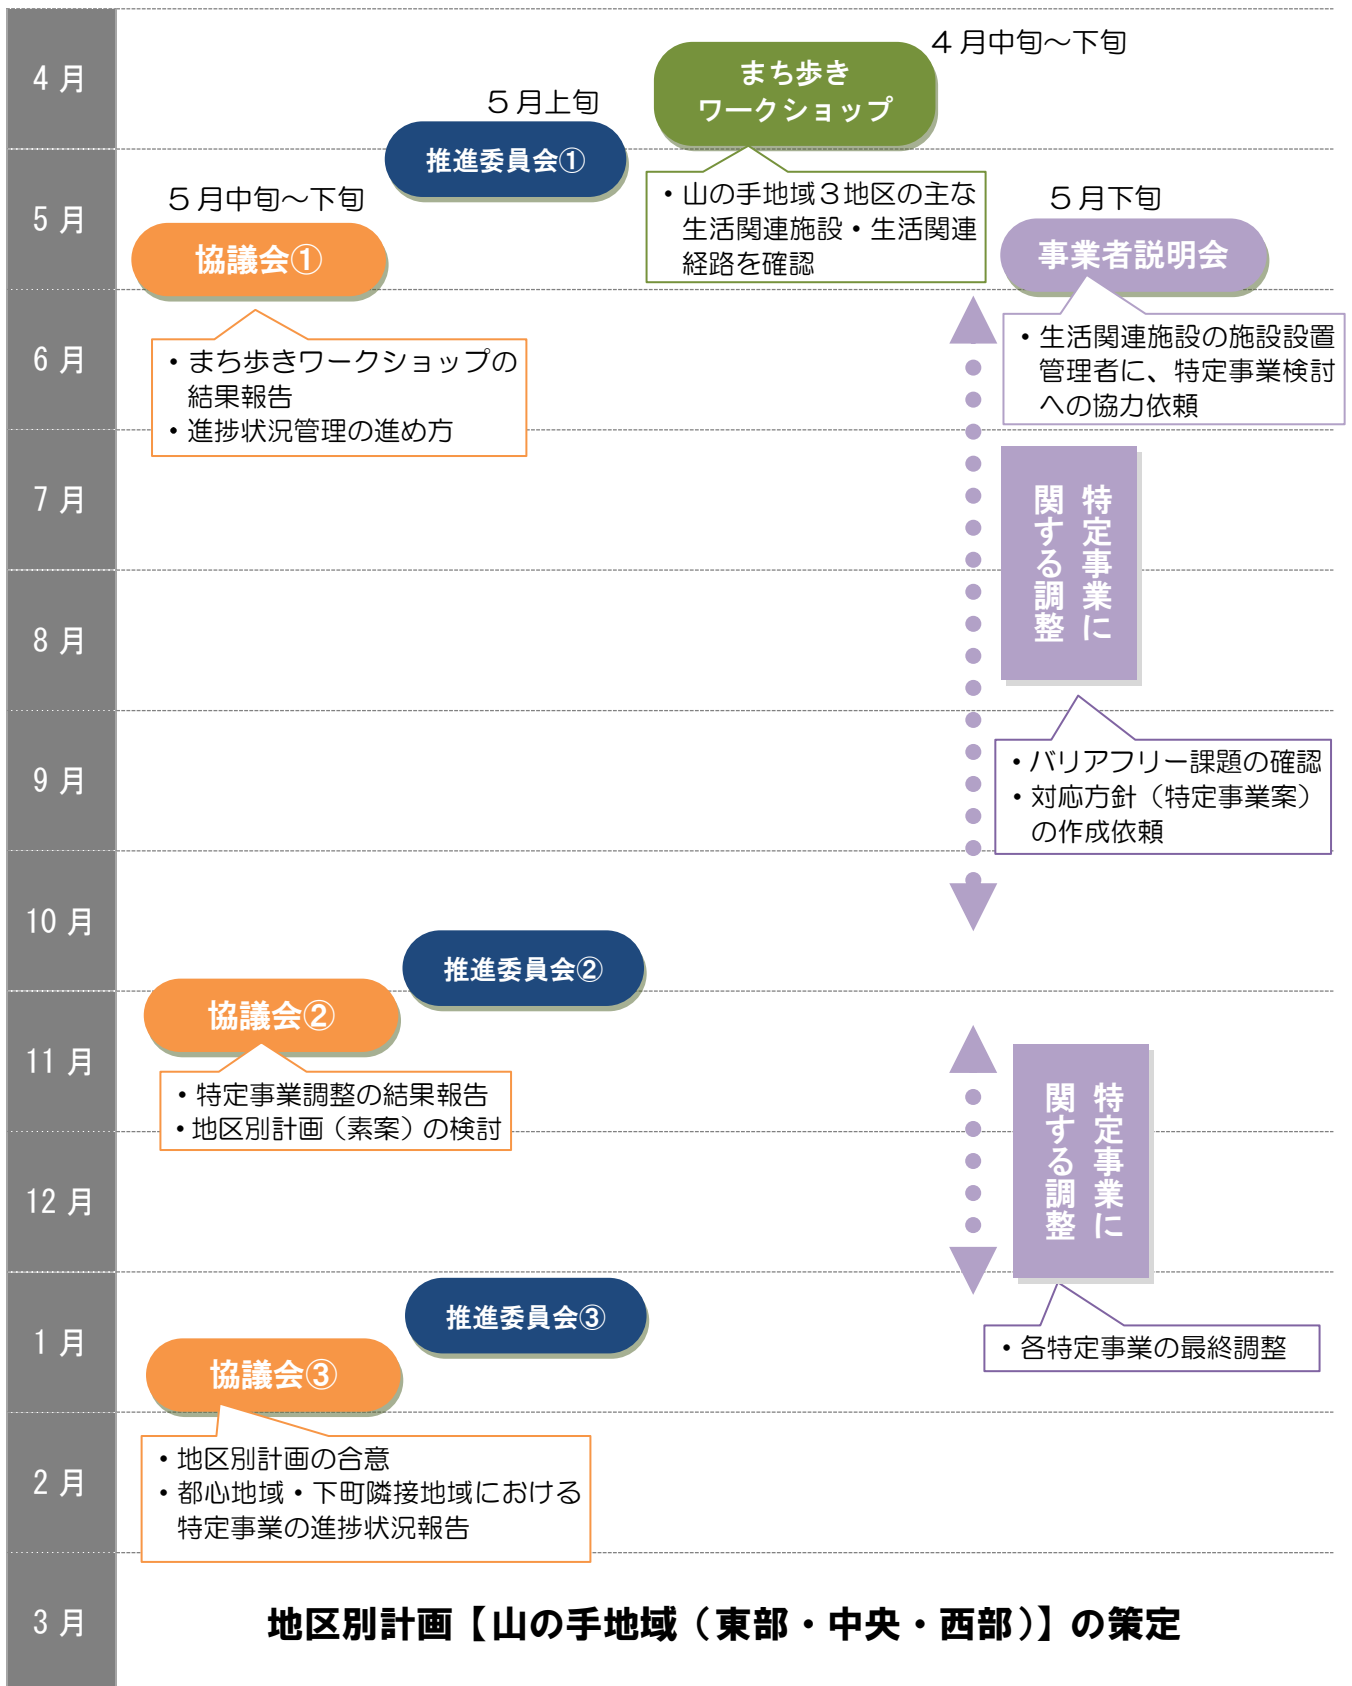 4月
4月中旬～下旬
まち歩き
ワークショップ
5月上旬
推進委員会①
・山の手地域３地区の主な
生活関連施設・生活関連
経路を確認
5月
5月中旬～下旬
協議会①
5月下旬
事業者説明会
6月
・まち歩きワークショップの
結果報告
・進捗状況管理の進め方
・生活関連施設の施設設置
管理者に、特定事業検討
への協力依頼
7月
特定事業に
関する調整
8月
9月
・バリアフリー課題の確認
・対応方針（特定事業案）
の作成依頼
10月
推進委員会②
協議会②
11月
・特定事業調整の結果報告
・地区別計画（素案）の検討
特定事業に
関する調整
12月
1月
推進委員会③
協議会③
・各特定事業の最終調整
2月
・地区別計画の合意
・都心地域・下町隣接地域における
特定事業の進捗状況報告
3月
地区別計画【山の手地域（東部・中央・西部）】の策定